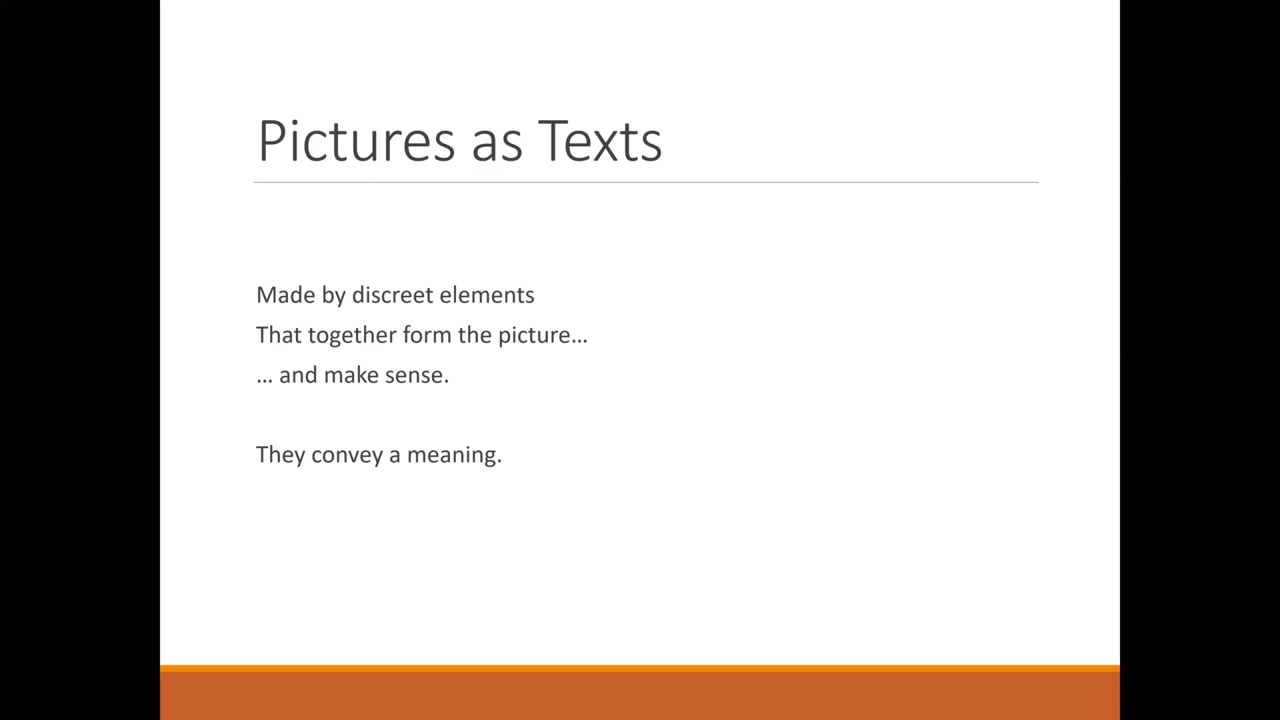 Pictures as Texts
Made by discreet elements
That together form the picture…
… and make sense.
They convey a meaning.